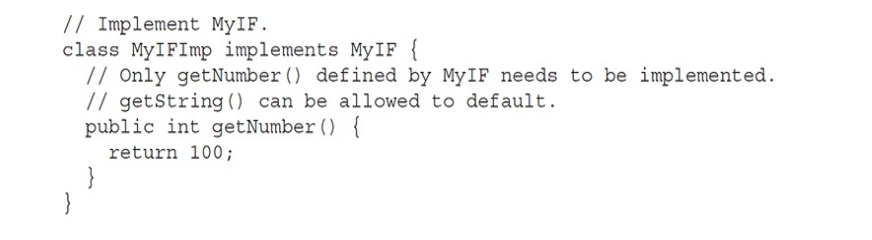 // Implement MyIF.
class MyIFImp implements MyIF {
// Only getNumber() defined by MyIF needs to be implemented.
// getString() can be allowed to default.
public int getNumber() {
return 100;
}
}